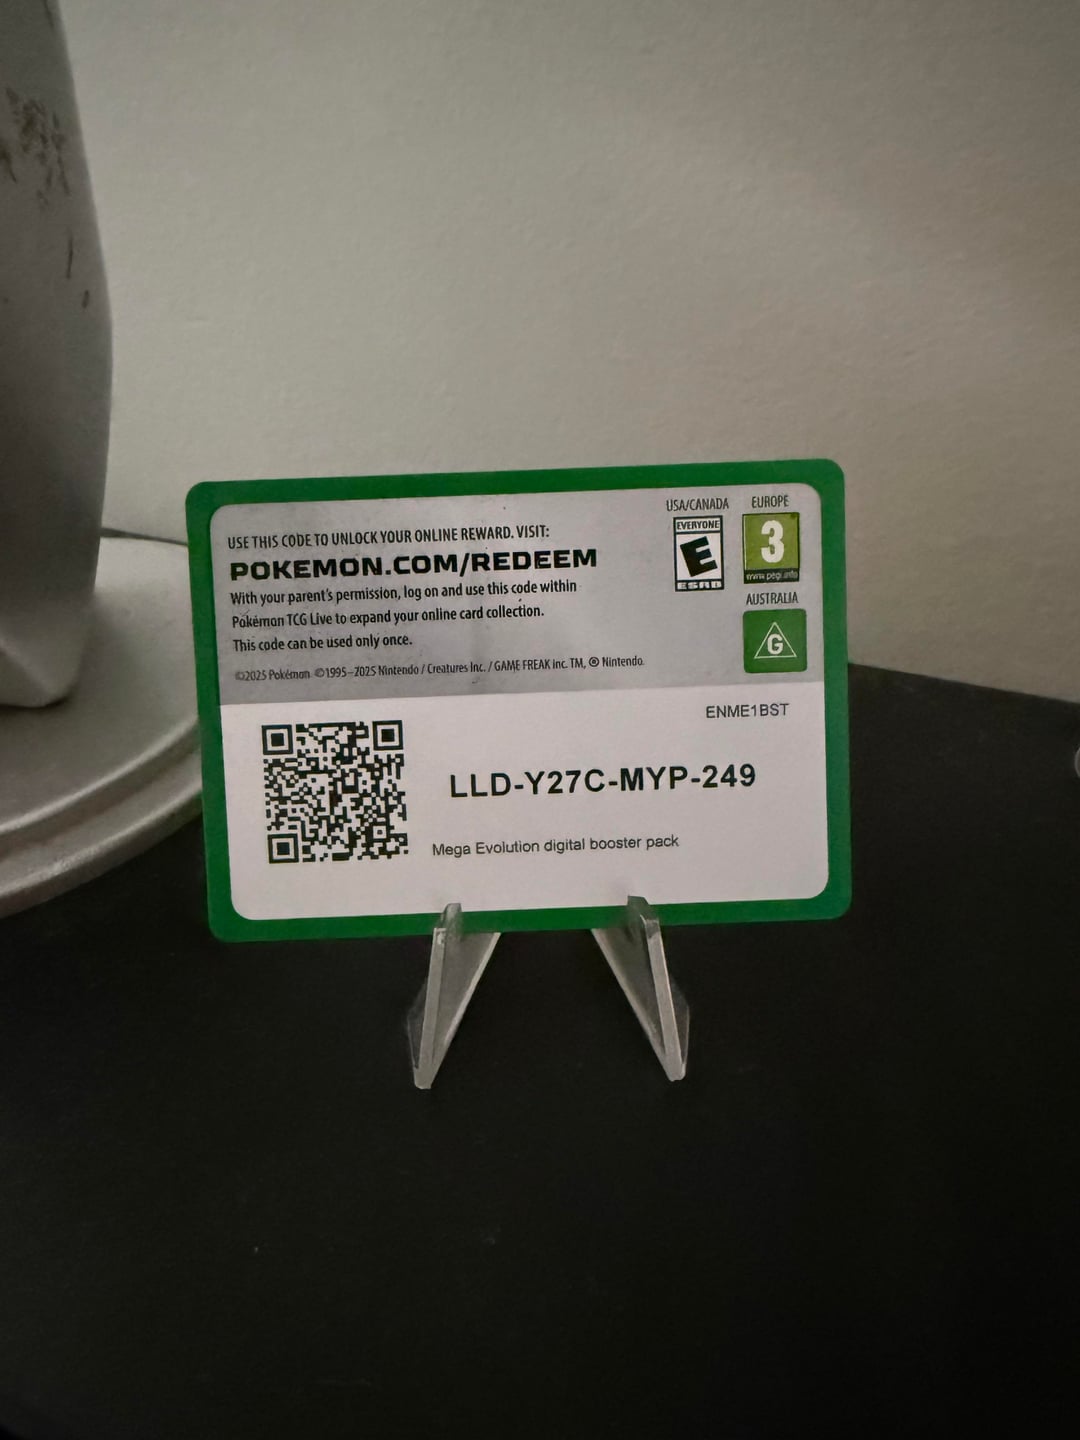 USE THIS CODE TO UNLOCK YOUR ONLINE REWARD. VISIT:
POKEMON.COM/REDEEM
With your parent's permission, log on and use this code within
Pokémon TCG Live to expand your online card collection.
This code can be used only once.
©2025 Pokémon ©1995–2025 Nintendo / Creatures Inc. / GAME FREAK inc. TM, ® Nintendo.
USA/CANADA
EVERYONE
E
ESRB
EUROPE
3
www.pegi.info
AUSTRALIA
G
ENME1BST
LLD-Y27C-MYP-249
Mega Evolution digital booster pack